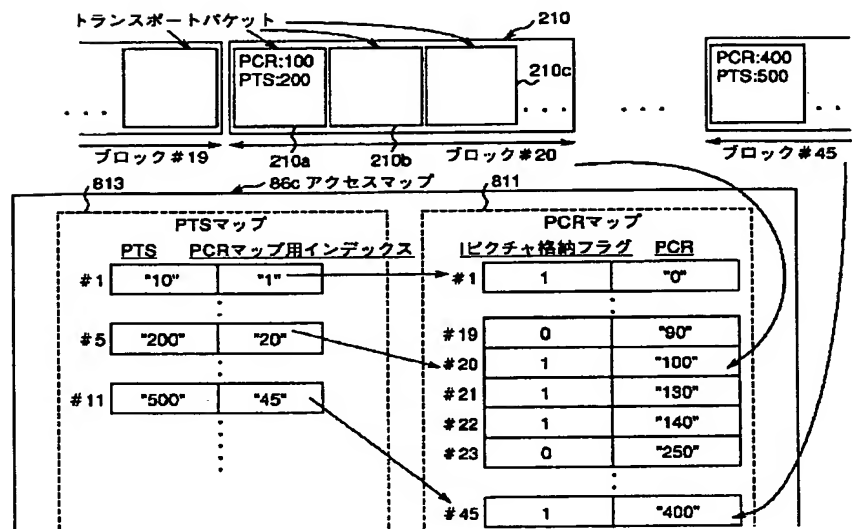 トランスポートパケット
210
PCR:100
PTS:200
210c
PCR:400
PTS:500
. . .
. . .
. . .
. .
ブロック#19
210a
210b
ブロック#20
ブロック#45
813
86c アクセスマップ
811
PTSマップ
PTS PCRマップ用インデックス
#1 "10" "1"
#5 "200" "20"
#11 "500" "45"
PCRマップ
Iピクチャ格納フラグ PCR
#1 1 "0"
#19 0 "90"
#20 1 "100"
#21 1 "130"
#22 1 "140"
#23 0 "250"
#45 1 "400"